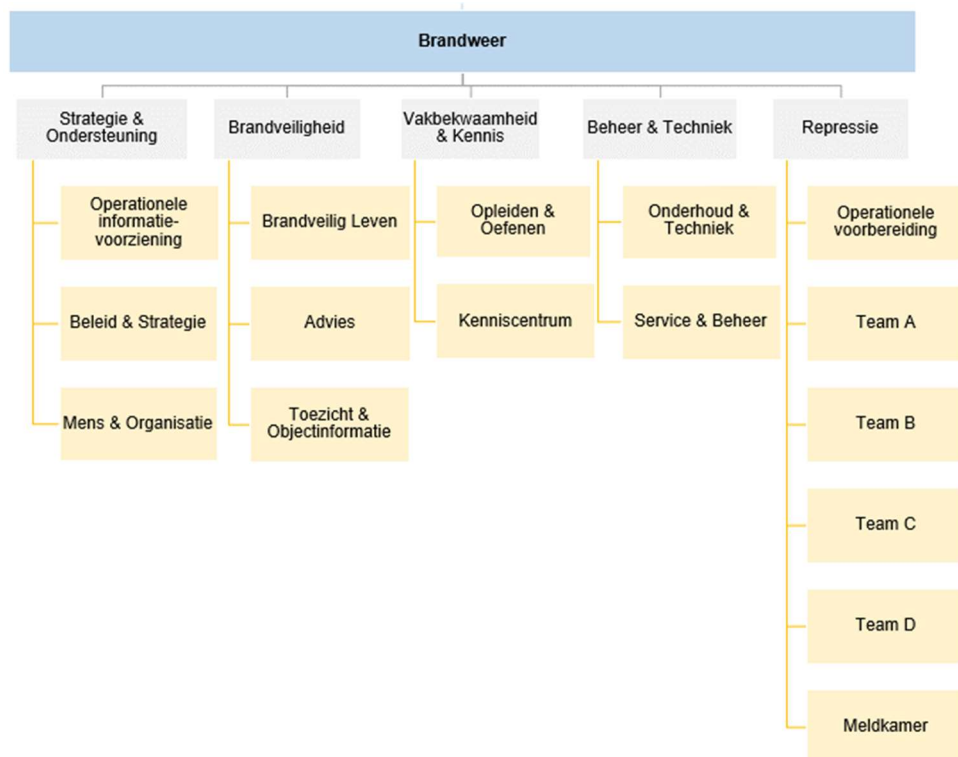 Brandweer
Strategie &
Ondersteuning
Brandveiligheid
Vakbekwaamheid
& Kennis
Beheer & Techniek
Repressie
Operationele
informatie-
voorziening
Brandveilig Leven
Opleiden &
Oefenen
Onderhoud &
Techniek
Operationele
voorbereiding
Beleid & Strategie
Advies
Kenniscentrum
Service & Beheer
Team A
Mens & Organisatie
Toezicht &
Objectinformatie
Team B
Team C
Team D
Meldkamer